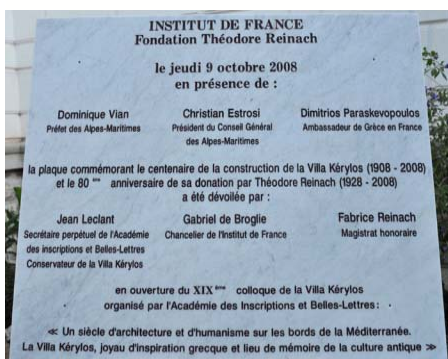 INSTITUT DE FRANCE
Fondation Théodore Reinach
le jeudi 9 octobre 2008
en présence de :
Dominique Vian Christian Estrosi Dimitrios Paraskevopoulos
Préfet des Alpes-Maritimes Président du Conseil Général Ambassadeur de Grèce en France
des Alpes-Maritimes
la plaque commémorant le centenaire de la construction de la Villa Kérylos (1908 - 2008)
et le 80 ème anniversaire de sa donation par Théodore Reinach (1928 - 2008)
a été dévoilée par :
Jean Leclant Gabriel de Broglie Fabrice Reinach
Secrétaire perpétuel de l'Académie Chancelier de l'Institut de France Magistrat honoraire
des inscriptions et Belles-Lettres
Conservateur de la Villa Kérylos
en ouverture du XIX ème colloque de la Villa Kérylos
organisé par l'Académie des Inscriptions et Belles-Lettres :
≪ Un siècle d'architecture et d'humanisme sur les bords de la Méditerranée.
La Villa Kérylos, joyau d'inspiration grecque et lieu de mémoire de la culture antique ≫